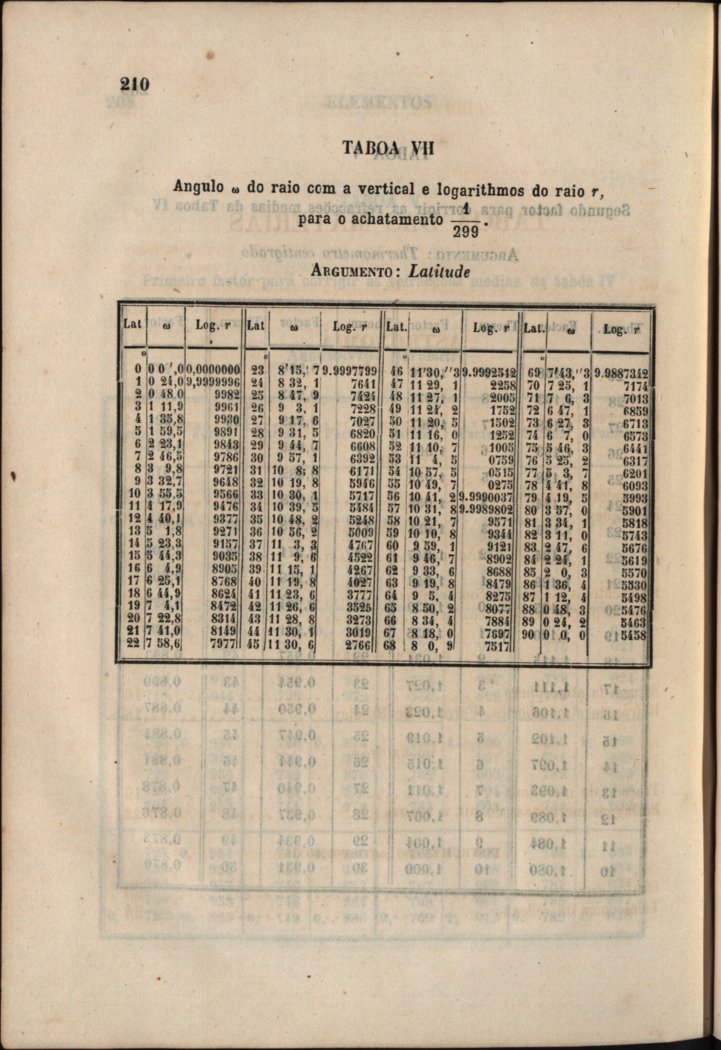 210
TABOA VII
Angulo ω do raio com a vertical e logarithmos do raio r,
para o achatamento 1/299.
ARGUMENTO: Latitude
Lat ω Log. r Lat ω Log. r Lat. ω Log. r Lat. ω Log. r
0 0 0'',0 0,0000000 23 8'15,''7 9.9997799 46 11'30,''3 9.9992512 69 7'43,''3 9.9887312
1 0 24,0 9,9999996 24 8 32, 1 7641 47 11 29, 1 2258 70 7 25, 1 7174
2 0 48,0 9982 25 8 47, 9 7424 48 11 27, 1 2005 71 7 6, 3 7013
3 1 11,9 9961 26 9 3, 1 7228 49 11 24, 2 1752 72 6 47, 1 6859
4 1 35,8 9930 27 9 17, 6 7027 50 11 20, 5 1502 73 6 27, 3 6713
5 1 59,5 9891 28 9 31, 5 6820 51 11 16, 0 1252 74 6 7, 0 6573
6 2 23,1 9843 29 9 44, 7 6608 52 11 10, 7 1005 75 5 46, 3 6441
7 2 46,5 9786 30 9 57, 1 6392 53 11 4, 5 0759 76 5 25, 2 6317
8 3 9,8 9721 31 10 8, 8 6171 54 10 57, 5 0515 77 5 3, 7 6201
9 3 32,7 9648 32 10 19, 8 5946 55 10 49, 7 0275 78 4 41, 8 6093
10 3 55,5 9566 33 10 30, 1 5717 56 10 41, 2 9.9990037 79 4 19, 5 5993
11 4 17,9 9476 34 10 39, 5 5484 57 10 31, 8 9.9989802 80 3 57, 0 5901
12 4 40,1 9377 35 10 48, 2 5248 58 10 21, 7 9571 81 3 34, 1 5818
13 5 1,8 9271 36 10 56, 2 5009 59 10 10, 8 9344 82 3 11, 0 5743
14 5 23,3 9157 37 11 3, 3 4767 60 9 59, 1 9121 83 2 47, 6 5676
15 5 44,3 9035 38 11 9, 6 4522 61 9 46, 7 8902 84 2 24, 1 5619
16 6 4,9 8905 39 11 15, 1 4267 62 9 33, 6 8688 85 2 0, 3 5570
17 6 25,1 8768 40 11 19, 8 4027 63 9 19, 8 8479 86 1 36, 4 5530
18 6 44,9 8624 41 11 23, 6 3777 64 9 5, 4 8275 87 1 12, 4 5498
19 7 4,1 8472 42 11 26, 6 3525 65 8 50, 2 8077 88 0 48, 3 5476
20 7 22,8 8314 43 11 28, 8 3273 66 8 34, 4 7884 89 0 24, 2 5463
21 7 41,0 8149 44 11 30, 1 3019 67 8 18, 0 7697 90 0 0, 0 5458
22 7 58,6 7977 45 11 30, 6 2766 68 8 0, 9 7517